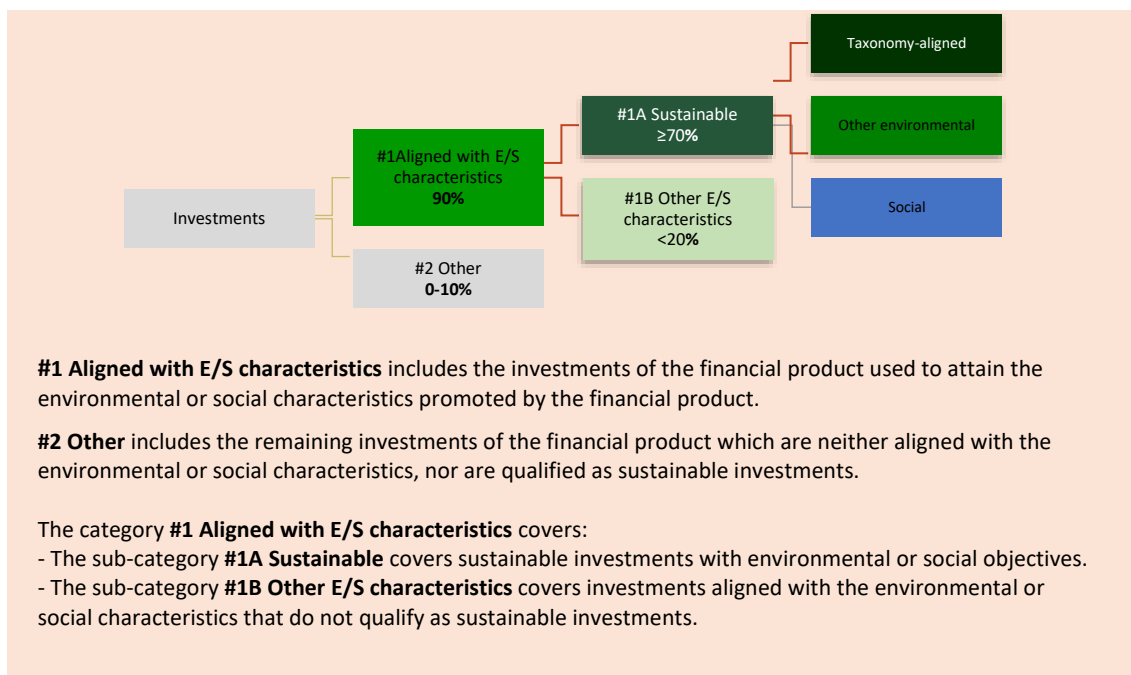 Taxonomy-aligned
#1A Sustainable
≥70%
Other environmental
#1Aligned with E/S
characteristics
90%
#1B Other E/S
characteristics
<20%
Investments
Social
#2 Other
0-10%
#1 Aligned with E/S characteristics includes the investments of the financial product used to attain the
environmental or social characteristics promoted by the financial product.
#2 Other includes the remaining investments of the financial product which are neither aligned with the
environmental or social characteristics, nor are qualified as sustainable investments.
The category #1 Aligned with E/S characteristics covers:
- The sub-category #1A Sustainable covers sustainable investments with environmental or social objectives.
- The sub-category #1B Other E/S characteristics covers investments aligned with the environmental or
social characteristics that do not qualify as sustainable investments.